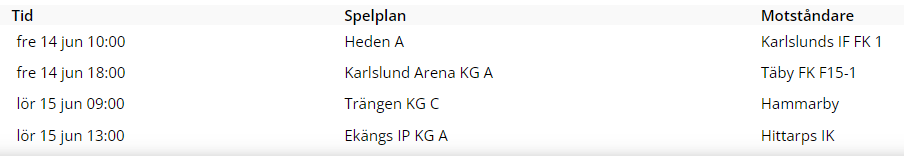 Tid Spelplan Motståndare
fre 14 jun 10:00 Heden A Karlslunds IF FK 1
fre 14 jun 18:00 Karlslund Arena KG A Täby FK F15-1
lör 15 jun 09:00 Trängen KG C Hammarby
lör 15 jun 13:00 Ekängs IP KG A Hittarps IK